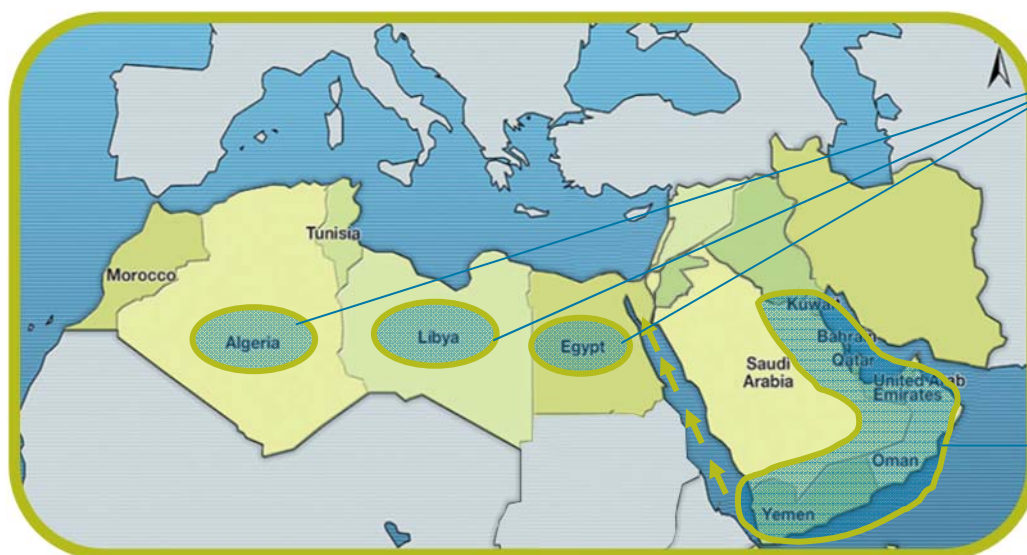 Tunisia
Morocco
Algeria
Libya
Egypt
Kuwait
Bahrain
Qatar
Saudi
Arabia
United Arab
Emirates
Oman
Yemen